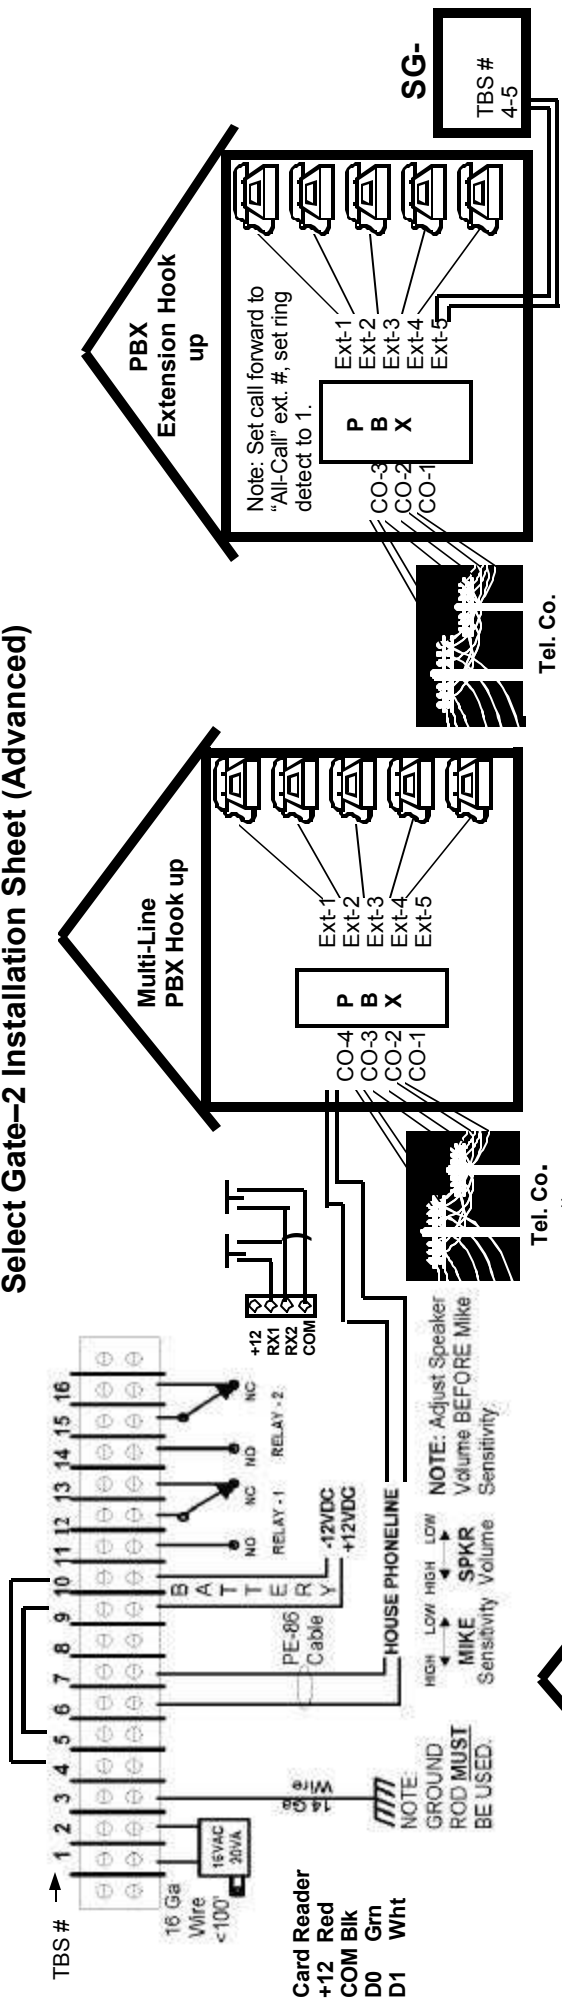 Select Gate–2 Installation Sheet (Advanced)
TBS #
1 2 3 4 5 6 7 8 9 10 11 12 13 14 15 16
16 Ga
Wire
<100'
16VAC
20VA
14 Ga
Wire
NOTE:
GROUND
ROD MUST
BE USED.
Card Reader
+12 Red
COM Blk
D0 Grn
D1 Wht
PE-86
Cable
BATTERY
-12VDC
+12VDC
HOUSE PHONELINE
NO
NC
RELAY - 1
NO
NC
RELAY - 2
HIGH LOW
MIKE
Sensitivity
HIGH LOW
SPKR
Volume
NOTE: Adjust Speaker
Volume BEFORE Mike
Sensitivity
+12
RX1
RX2
COM
Multi-Line
PBX Hook up
CO-4
CO-3
CO-2
CO-1
P
B
X
Ext-1
Ext-2
Ext-3
Ext-4
Ext-5
Tel. Co.
PBX
Extension Hook
up
Note: Set call forward to
“All-Call” ext. #, set ring
detect to 1.
CO-3
CO-2
CO-1
P
B
X
Ext-1
Ext-2
Ext-3
Ext-4
Ext-5
Tel. Co.
SG-
TBS #
4-5